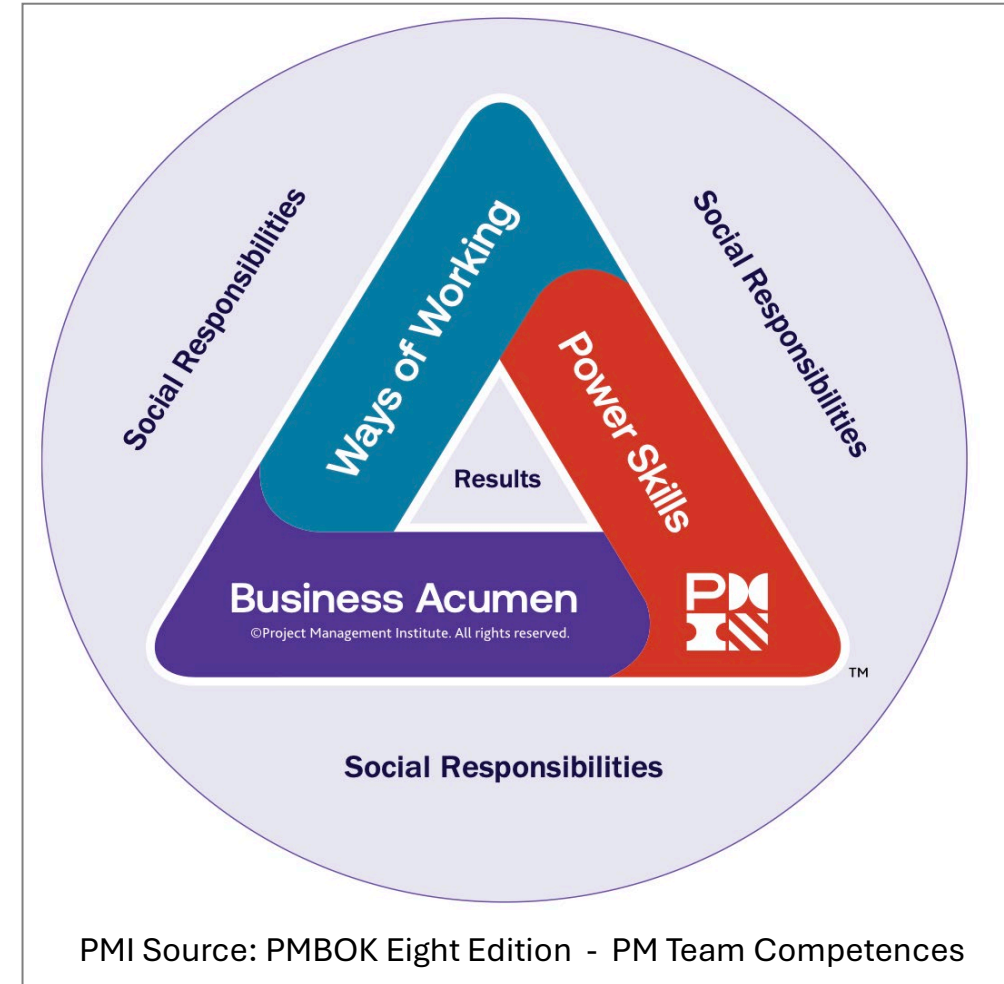 Social Responsibilities
Social Responsibilities
Ways of Working
Power Skills
Results
Business Acumen
©Project Management Institute. All rights reserved.
PMI
TM
Social Responsibilities
PMI Source: PMBOK Eight Edition - PM Team Competences